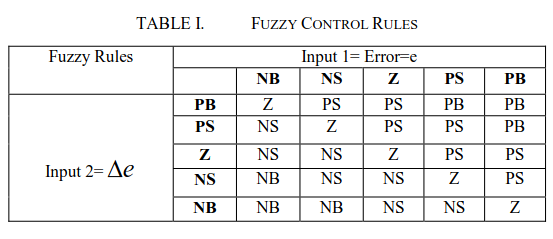 TABLE I. FUZZY CONTROL RULES
Fuzzy Rules Input 1= Error=e
NB NS Z PS PB
PB Z PS PS PB PB
PS NS Z PS PS PB
Z NS NS Z PS PS
Input 2= Δe
NS NB NS NS Z PS
NB NB NB NS NS Z